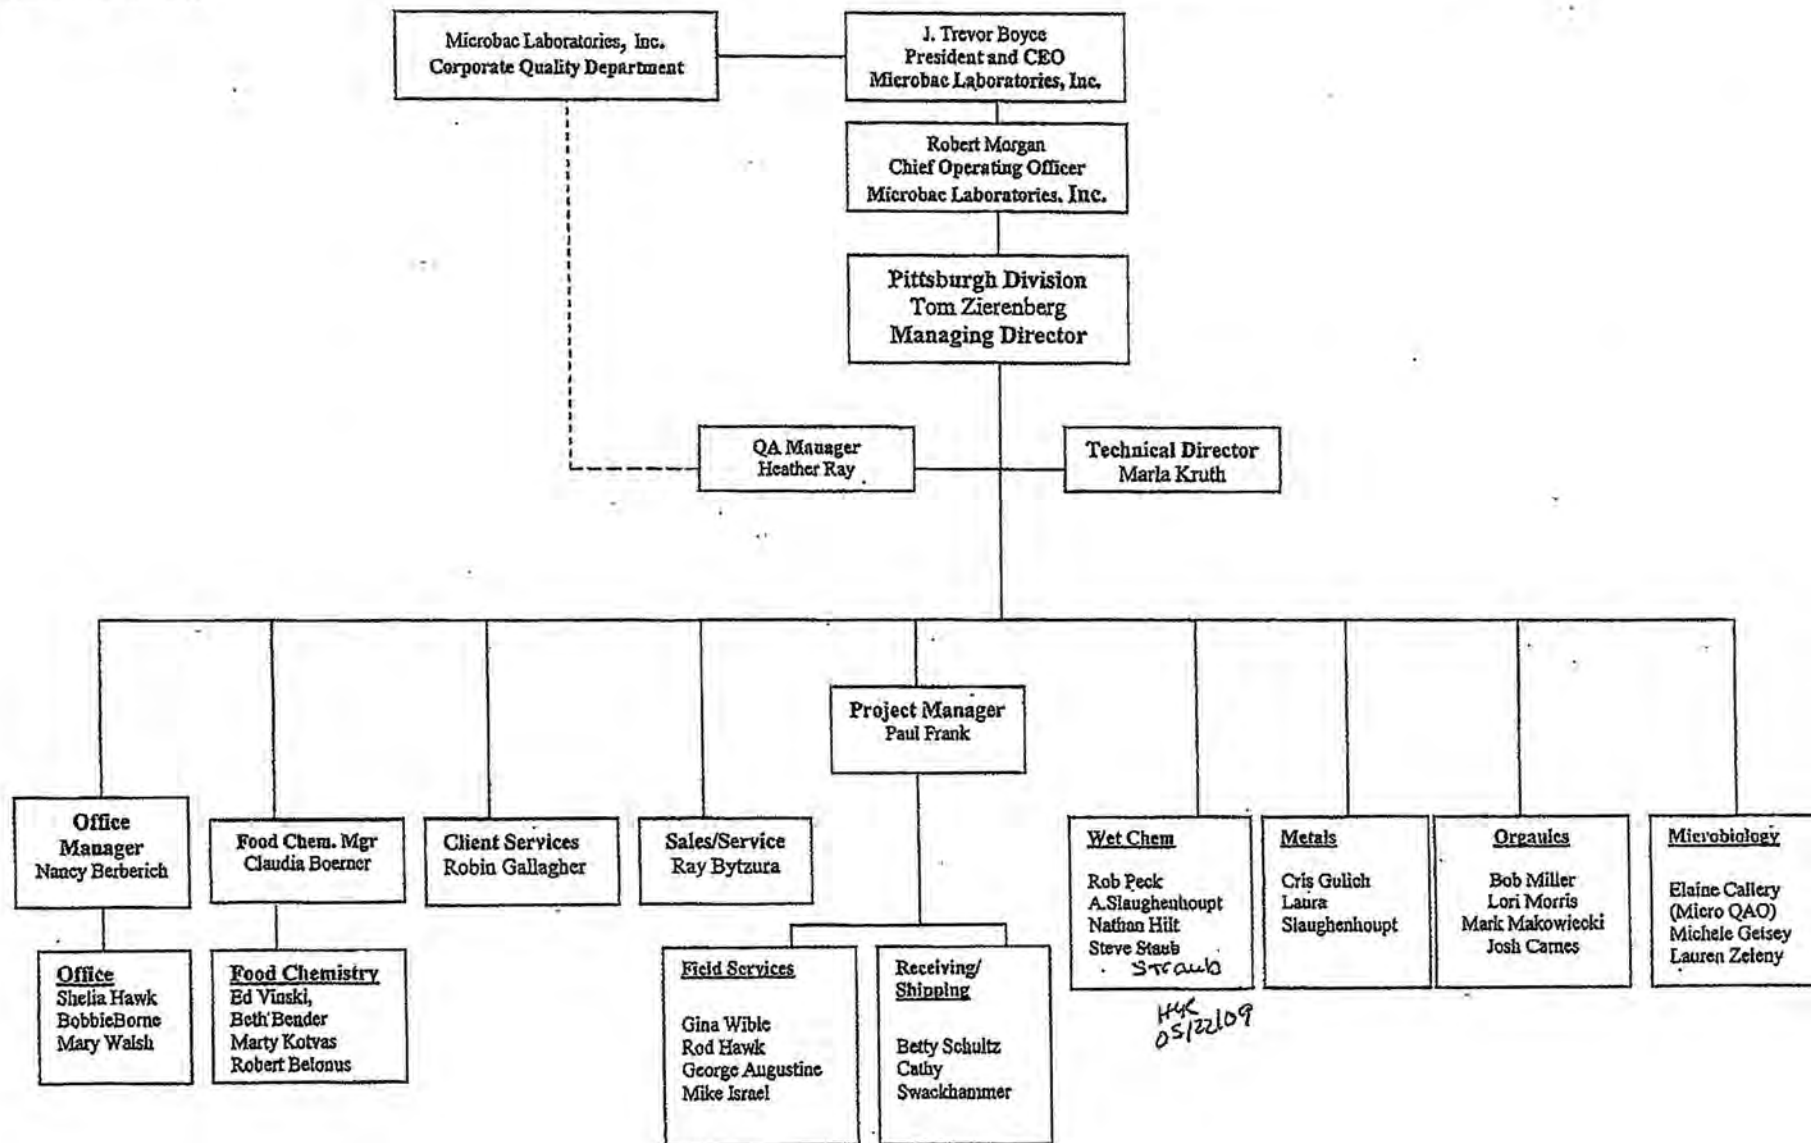 Microbac Laboratories, Inc.
Corporate Quality Department
J. Trevor Boyce
President and CEO
Microbac Laboratories, Inc.
Robert Morgan
Chief Operating Officer
Microbac Laboratories, Inc.
Pittsburgh Division
Tom Zierenberg
Managing Director
QA Manager
Heather Ray
Technical Director
Marla Kruth
Project Manager
Paul Frank
Office
Manager
Nancy Berberich
Food Chem. Mgr
Claudia Boerner
Client Services
Robin Gallagher
Sales/Service
Ray Bytzura
Wet Chem
Rob Peck
A.Slaughenhoupt
Nathan Hilt
Steve Staub
Straub
HYR
05/22/09
Metals
Cris Gulich
Laura
Slaughenhoupt
Organics
Bob Miller
Lori Morris
Mark Makowiecki
Josh Carnes
Microbiology
Elaine Callery
(Micro QAO)
Michele Geisey
Lauren Zeleny
Office
Shelia Hawk
BobbieBorne
Mary Walsh
Food Chemistry
Ed Vinski,
Beth Bender
Marty Kotvas
Robert Belonus
Field Services
Gina Wible
Rod Hawk
George Augustine
Mike Israel
Receiving/
Shipping
Betty Schultz
Cathy
Swackhammer